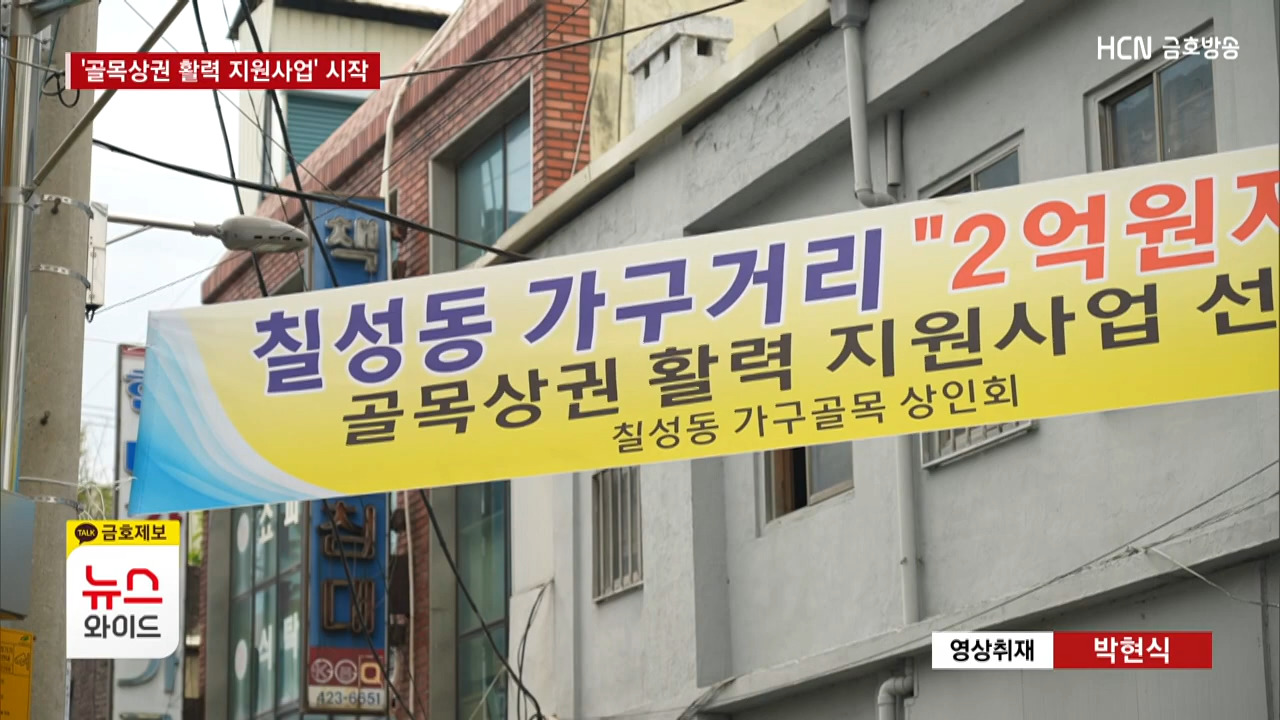 '골목상권 활력 지원사업' 시작
HCN 금호방송
칠성동 가구거리 "2억원
골목상권 활력 지원사업 선
칠성동 가구골목 상인회
책
침대
423-6651
TALK 금호제보
뉴스
와이드
영상취재 박현식